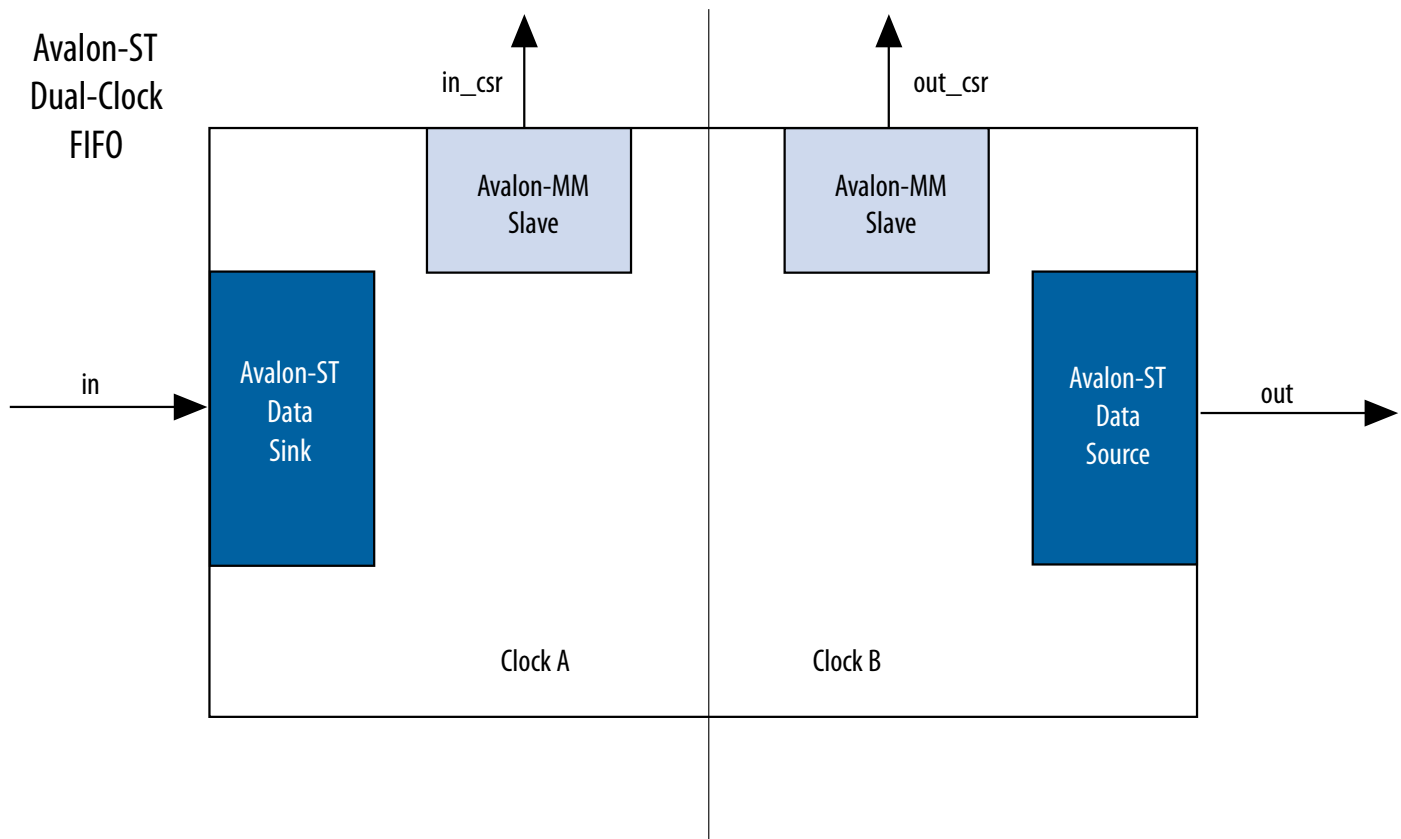 Avalon-ST
Dual-Clock
FIFO
in_csr
out_csr
Avalon-MM
Slave
Avalon-MM
Slave
in
Avalon-ST
Data
Sink
Avalon-ST
Data
Source
out
Clock A
Clock B